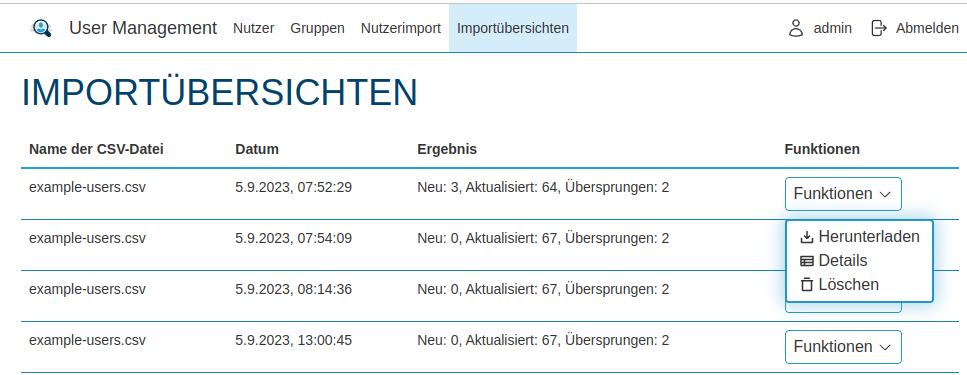 User Management Nutzer Gruppen Nutzerimport Importübersichten admin Abmelden
IMPORTÜBERSICHTEN
Name der CSV-Datei Datum Ergebnis Funktionen
example-users.csv 5.9.2023, 07:52:29 Neu: 3, Aktualisiert: 64, Übersprungen: 2 Funktionen
example-users.csv 5.9.2023, 07:54:09 Neu: 0, Aktualisiert: 67, Übersprungen: 2
Herunterladen
Details
Löschen
example-users.csv 5.9.2023, 08:14:36 Neu: 0, Aktualisiert: 67, Übersprungen: 2
example-users.csv 5.9.2023, 13:00:45 Neu: 0, Aktualisiert: 67, Übersprungen: 2 Funktionen